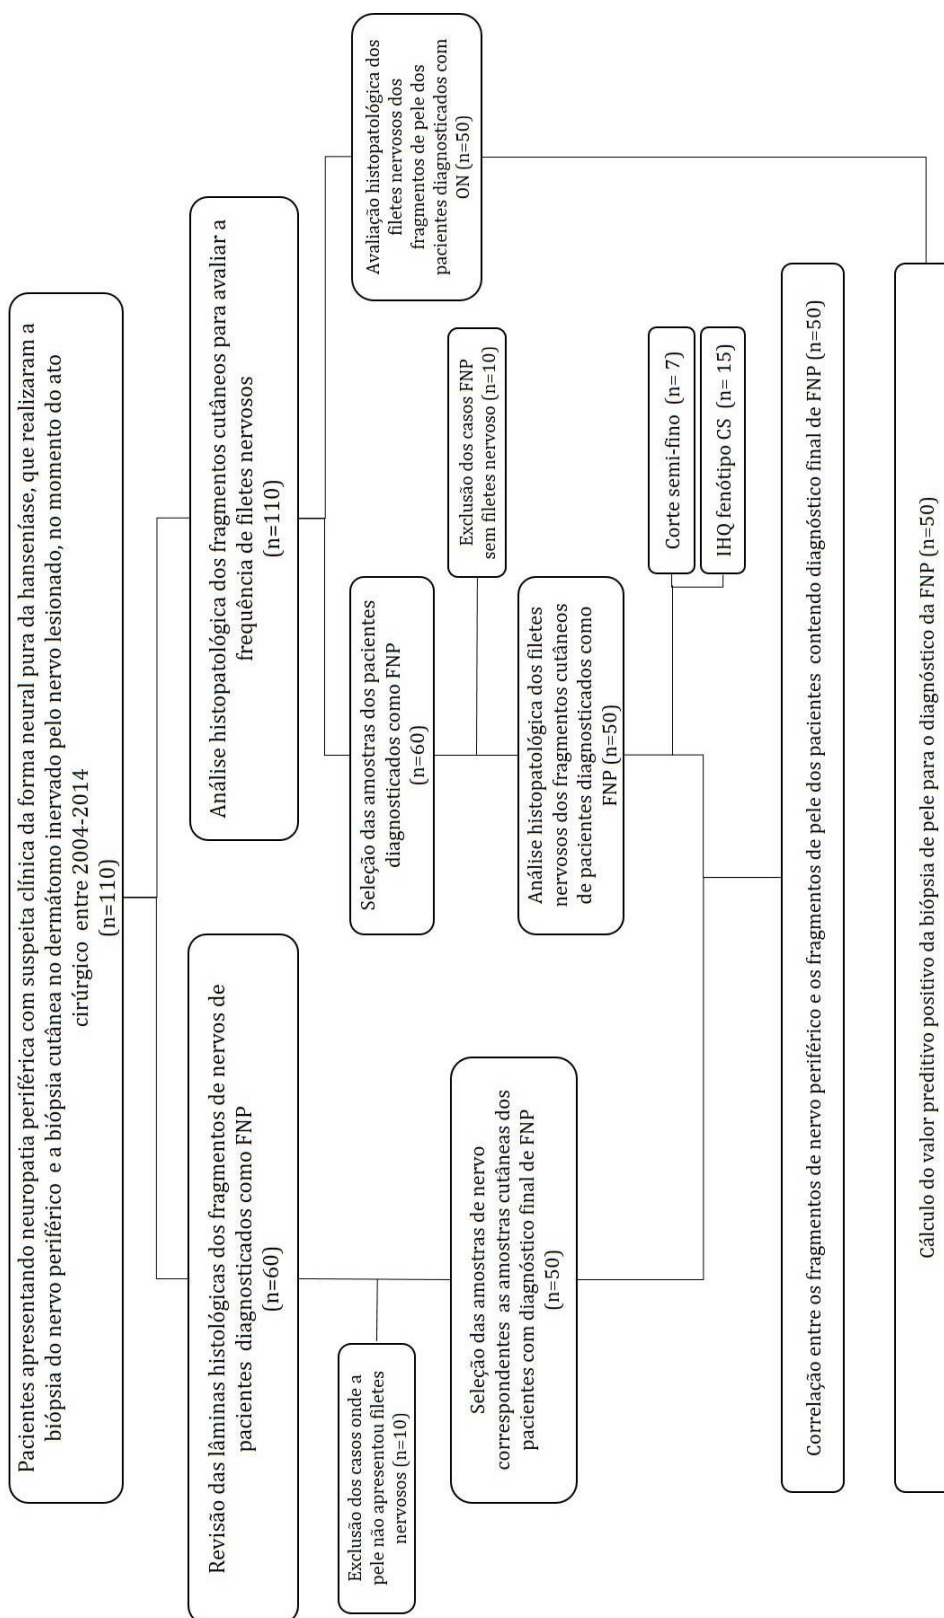 Pacientes apresentando neuropatia periférica com suspeita clínica da forma neural pura da hanseníase, que realizaram a
biópsia do nervo periférico e a biópsia cutânea no dermátomo inervado pelo nervo lesionado, no momento do ato
cirúrgico entre 2004-2014
(n=110)
Revisão das lâminas histológicas dos fragmentos de nervos de
pacientes diagnosticados como FNP
(n=60)
Análise histopatológica dos fragmentos cutâneos para avaliar a
frequência de filetes nervosos
(n=110)
Exclusão dos casos onde a
pele não apresentou filetes
nervosos (n=10)
Seleção das amostras dos pacientes
diagnosticados como FNP
(n=60)
Avaliação histopatológica dos
filetes nervosos dos
fragmentos de pele dos
pacientes diagnosticados com
ON (n=50)
Exclusão dos casos FNP
sem filetes nervoso (n=10)
Seleção das amostras de nervo
correspondentes as amostras cutâneas dos
pacientes com diagnóstico final de FNP
(n=50)
Análise histopatológica dos filetes
nervosos dos fragmentos cutâneos
de pacientes diagnosticados como
FNP (n=50)
Corte semi-fino (n= 7)
IHQ fenótipo CS (n= 15)
Correlação entre os fragmentos de nervo periférico e os fragmentos de pele dos pacientes contendo diagnóstico final de FNP (n=50)
Cálculo do valor preditivo positivo da biópsia de pele para o diagnóstico da FNP (n=50)